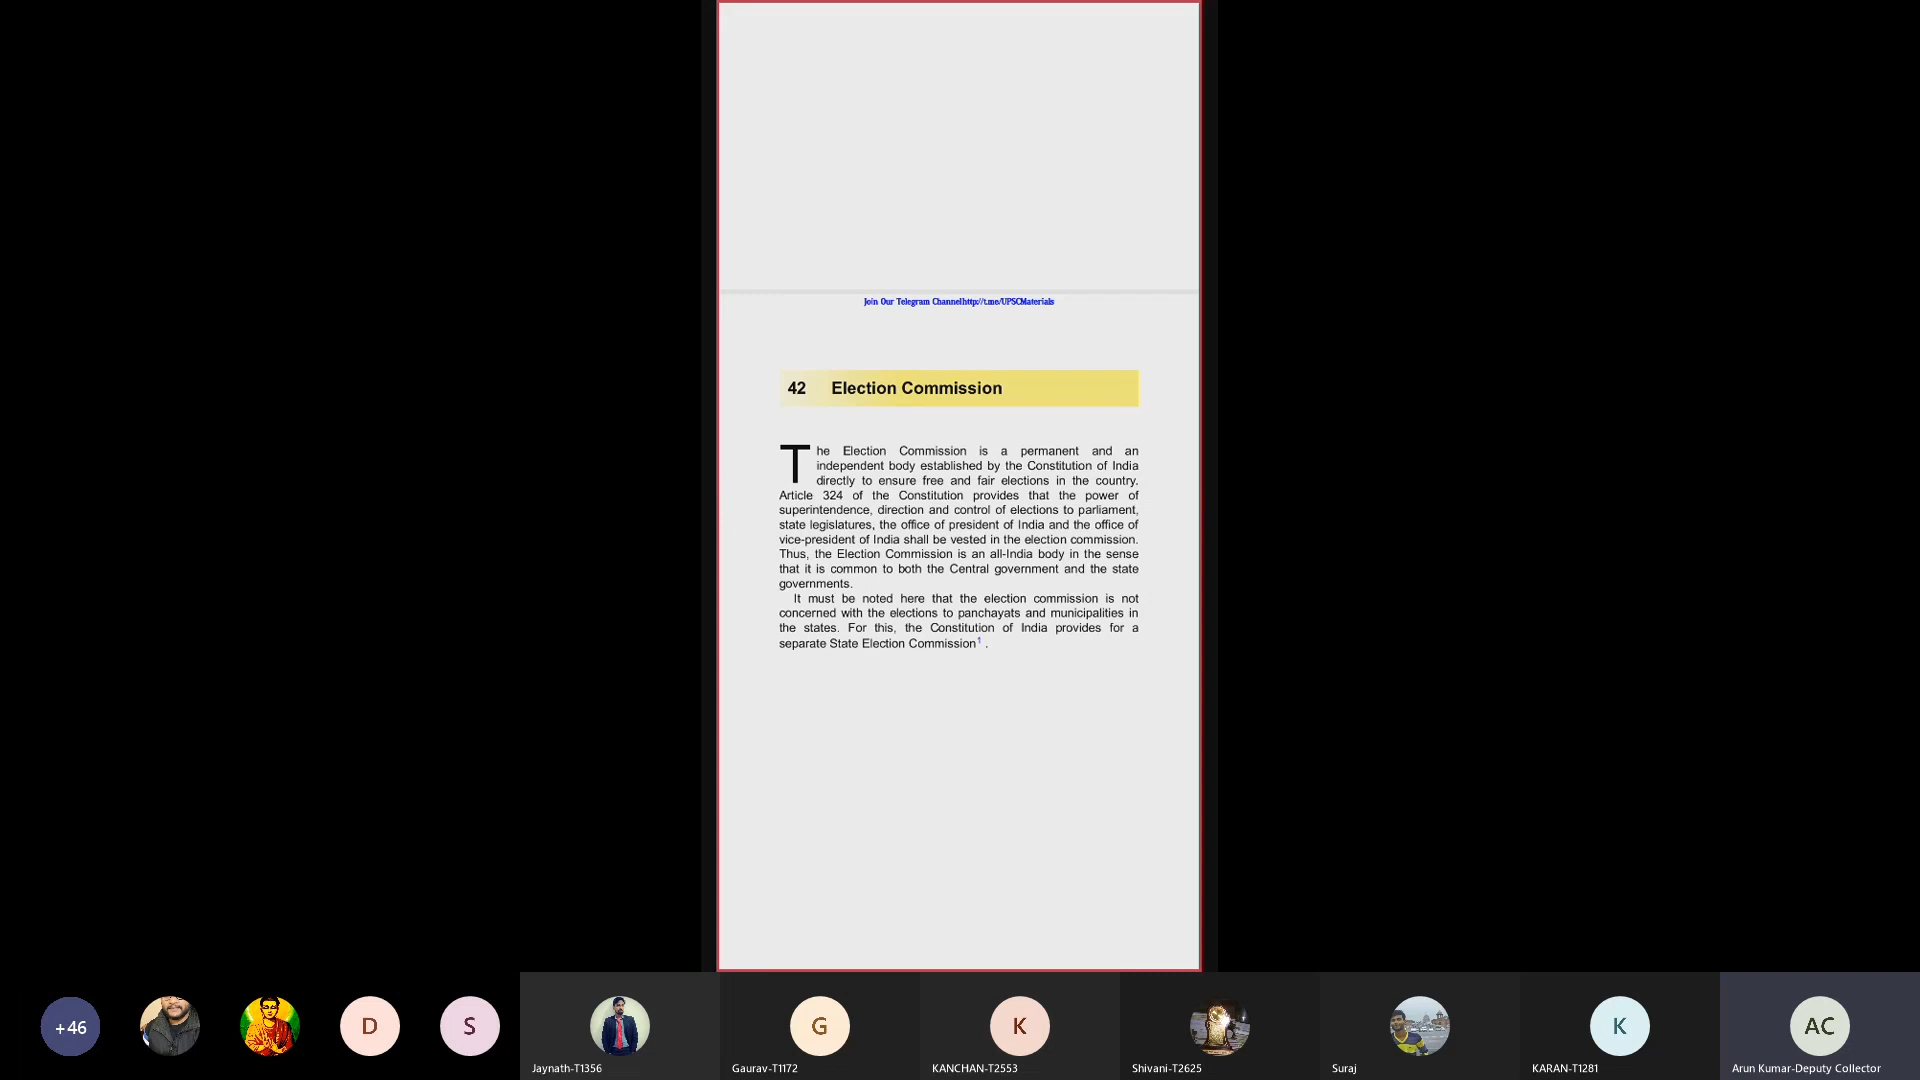 Join Our Telegram Channelhttp://t.me/UPSCMaterials
42 Election Commission
The Election Commission is a permanent and an
independent body established by the Constitution of India
directly to ensure free and fair elections in the country.
Article 324 of the Constitution provides that the power of
superintendence, direction and control of elections to parliament,
state legislatures, the office of president of India and the office of
vice-president of India shall be vested in the election commission.
Thus, the Election Commission is an all-India body in the sense
that it is common to both the Central government and the state
governments.
It must be noted here that the election commission is not
concerned with the elections to panchayats and municipalities in
the states. For this, the Constitution of India provides for a
separate State Election Commission1 .
+46
D
S
Jaynath-T1356
G
Gaurav-T1172
K
KANCHAN-T2553
Shivani-T2625
Suraj
K
KARAN-T1281
AC
Arun Kumar-Deputy Collector